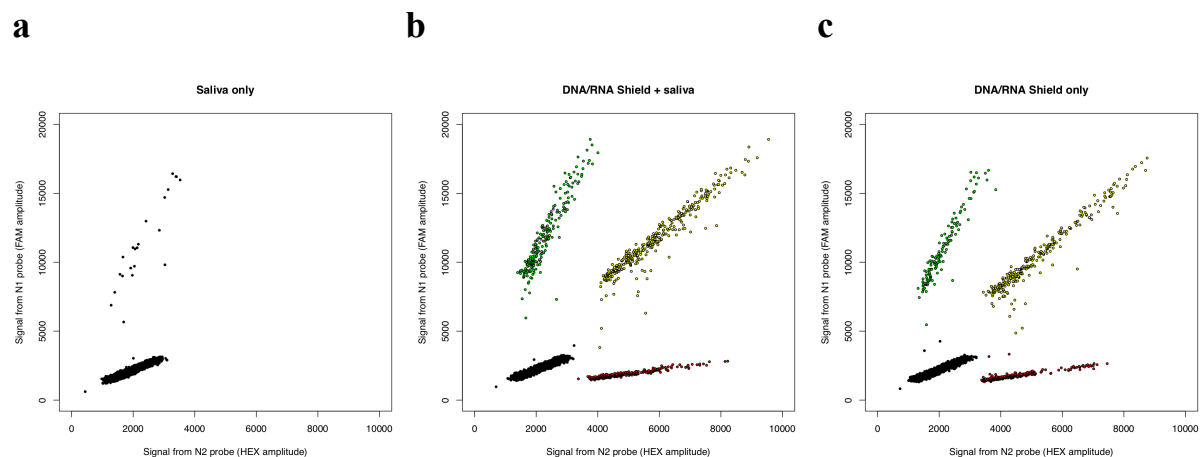 a b c
Saliva only DNA/RNA Shield + saliva DNA/RNA Shield only
Signal from N1 probe (FAM amplitude)
20000
15000
10000
5000
0
0 2000 4000 6000 8000 10000
Signal from N2 probe (HEX amplitude)
Signal from N1 probe (FAM amplitude)
20000
15000
10000
5000
0
0 2000 4000 6000 8000 10000
Signal from N2 probe (HEX amplitude)
Signal from N1 probe (FAM amplitude)
20000
15000
10000
5000
0
0 2000 4000 6000 8000 10000
Signal from N2 probe (HEX amplitude)